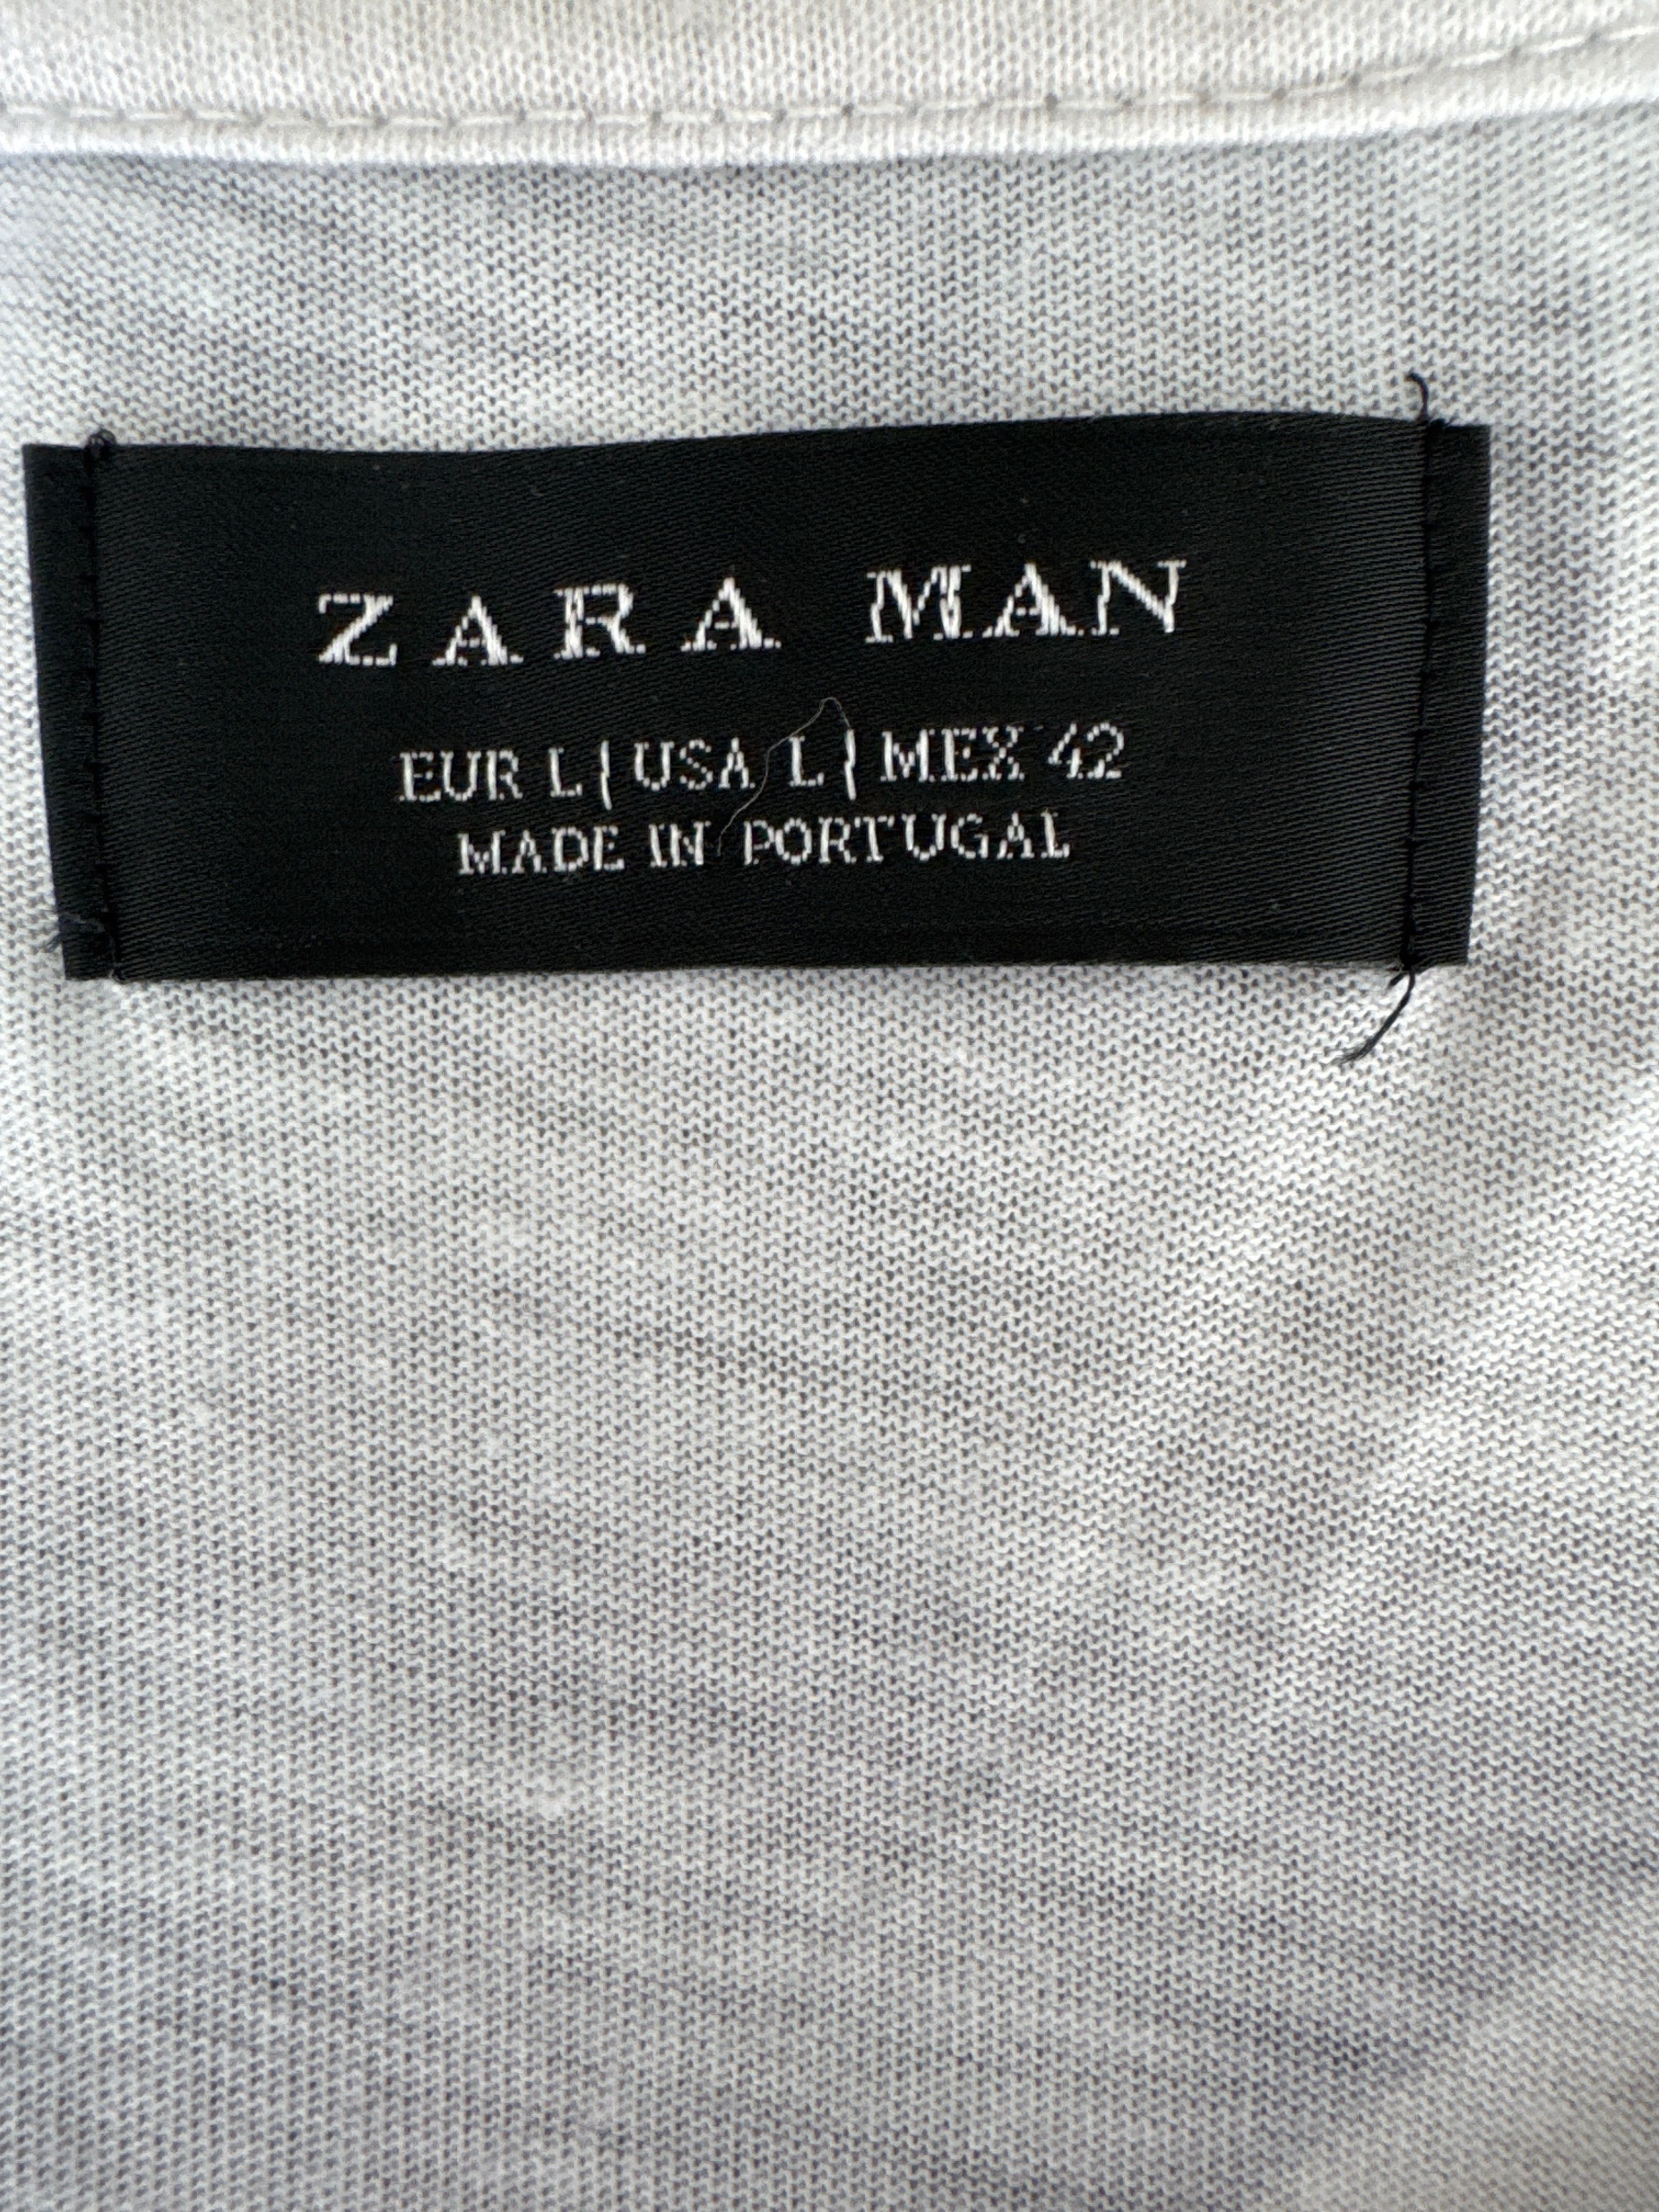 ZARA MAN
EUR L | USA L | MEX 42
MADE IN PORTUGAL